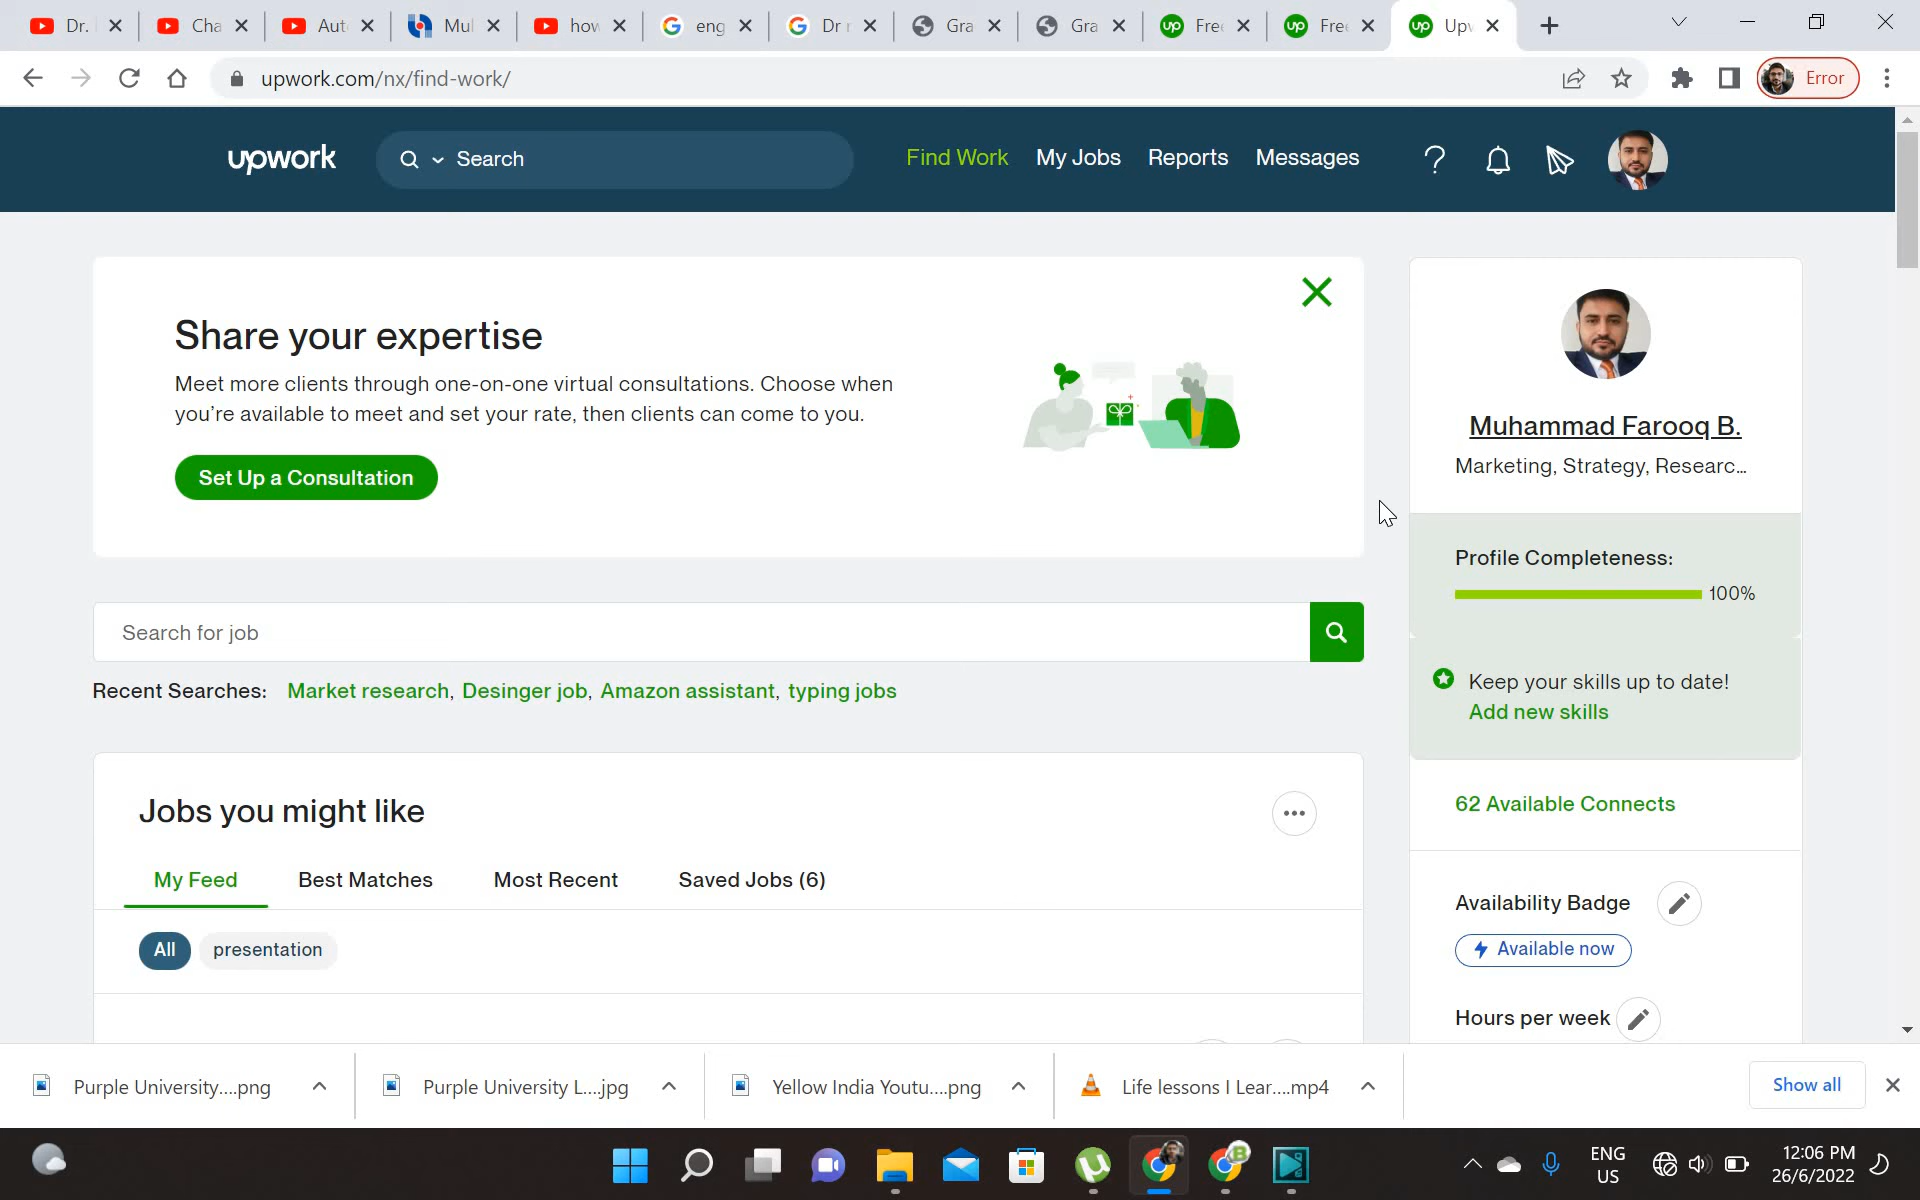 Dr.
Cha
Aut
Mul
how
eng
Dr r
Gra
Gra
Free
Free
Upw
upwork.com/nx/find-work/
Error
upwork
Search
Find Work
My Jobs
Reports
Messages
Share your expertise
Meet more clients through one-on-one virtual consultations. Choose when
you're available to meet and set your rate, then clients can come to you.
Set Up a Consultation
Muhammad Farooq B.
Marketing, Strategy, Researc...
Profile Completeness:
100%
Search for job
Recent Searches: Market research, Desinger job, Amazon assistant, typing jobs
Keep your skills up to date!
Add new skills
Jobs you might like
62 Available Connects
My Feed
Best Matches
Most Recent
Saved Jobs (6)
Availability Badge
All
presentation
Available now
Hours per week
Purple University....png
Purple University L....jpg
Yellow India Youtu....png
Life lessons I Lear....mp4
Show all
ENG
US
12:06 PM
26/6/2022